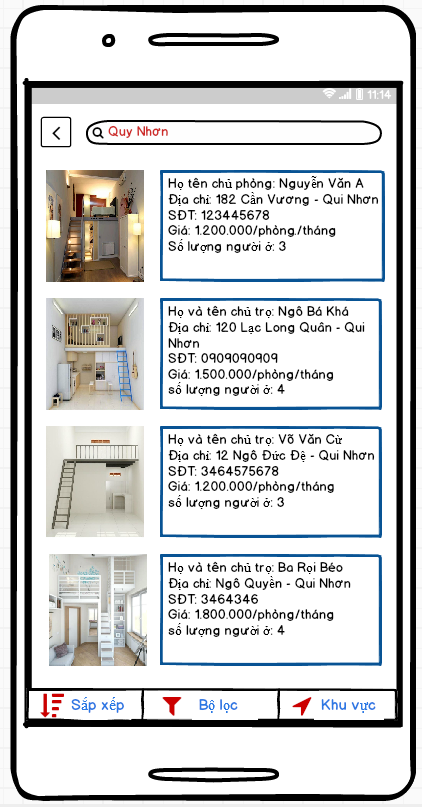 11:14
Quy Nhơn
Họ tên chủ phòng: Nguyễn Văn A
Địa chỉ: 182 Cần Vương - Qui Nhơn
SĐT: 123445678
Giá: 1.200.000/phòng./tháng
Số lượng người ở: 3
Họ và tên chủ trọ: Ngô Bá Khá
Địa chỉ: 120 Lạc Long Quân - Qui
Nhơn
SĐT: 0909090909
Giá: 1.500.000/phòng/tháng
số lượng người ở: 4
Họ và tên chủ trọ: Võ Văn Cừ
Địa chỉ: 12 Ngô Đức Đệ - Qui Nhơn
SĐT: 3464575678
Giá: 1.200.000/phòng/tháng
số lượng người ở: 3
Họ và tên chủ trọ: Ba Rọi Béo
Địa chỉ: Ngô Quyền - Qui Nhơn
SĐT: 3464346
Giá: 1.800.000/phòng/tháng
số lượng người ở: 4
Sắp xếp
Bộ lọc
Khu vực